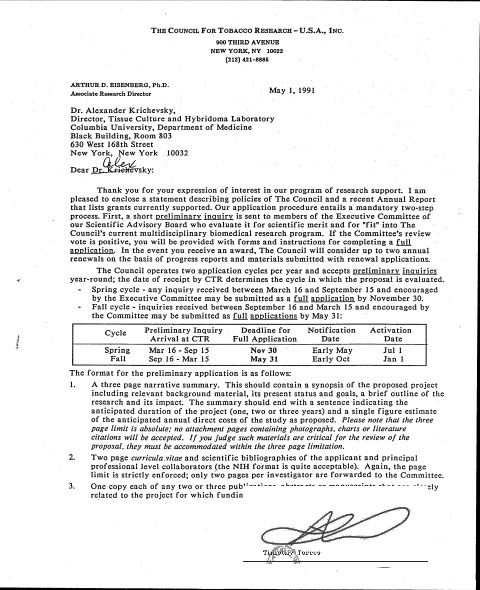 THE COUNCIL FOR TOBACCO RESEARCH – U.S.A., INC.
900 THIRD AVENUE
NEW YORK, NY 10022
(212) 421-8885
ARTHUR D. EISENBERG, Ph.D.
Associate Research Director
May 1, 1991
Dr. Alexander Krichevsky,
Director, Tissue Culture and Hybridoma Laboratory
Columbia University, Department of Medicine
Black Building, Room 803
630 West 168th Street
New York, New York 10032
Alex
Dear Dr. Krichevsky:
Thank you for your expression of interest in our program of research support. I am
pleased to enclose a statement describing policies of The Council and a recent Annual Report
that lists grants currently supported. Our application procedure entails a mandatory two-step
process. First, a short preliminary inquiry is sent to members of the Executive Committee of
our Scientific Advisory Board who evaluate it for scientific merit and for "fit" into The
Council's current multidisciplinary biomedical research program. If the Committee's review
vote is positive, you will be provided with forms and instructions for completing a full
application. In the event you receive an award, The Council will consider up to two annual
renewals on the basis of progress reports and materials submitted with renewal applications.
The Council operates two application cycles per year and accepts preliminary inquiries
year-round; the date of receipt by CTR determines the cycle in which the proposal is evaluated.
- Spring cycle - any inquiry received between March 16 and September 15 and encouraged
by the Executive Committee may be submitted as a full application by November 30.
- Fall cycle - inquiries received between September 16 and March 15 and encouraged by
the Committee may be submitted as full applications by May 31:
Cycle Preliminary Inquiry Arrival at CTR Deadline for Full Application Notification Date Activation Date
Spring Mar 16 - Sep 15 Nov 30 Early May Jul 1
Fall Sep 16 - Mar 15 May 31 Early Oct Jan 1
The format for the preliminary application is as follows:
1. A three page narrative summary. This should contain a synopsis of the proposed project
including relevant background material, its present status and goals, a brief outline of
research and its impact. The summary should end with a sentence indicating the
anticipated duration of the project (one, two or three years) and a single figure estimate
of the anticipated annual direct costs of the study as proposed. Please note that the three
page limit is absolute; no attachment pages containing photographs, charts or literature
citations will be accepted. If you judge such materials are critical for the review of the
proposal, they must be accommodated within the three page limitation.
2. Two page curricula vitae and scientific bibliographies of the applicant and principal
professional level collaborators (the NIH format is quite acceptable). Again, the page
limit is strictly enforced; only two pages per investigator are forwarded to the Committee.
3. One copy each of any two or three
related to the project for which fundin
Torres